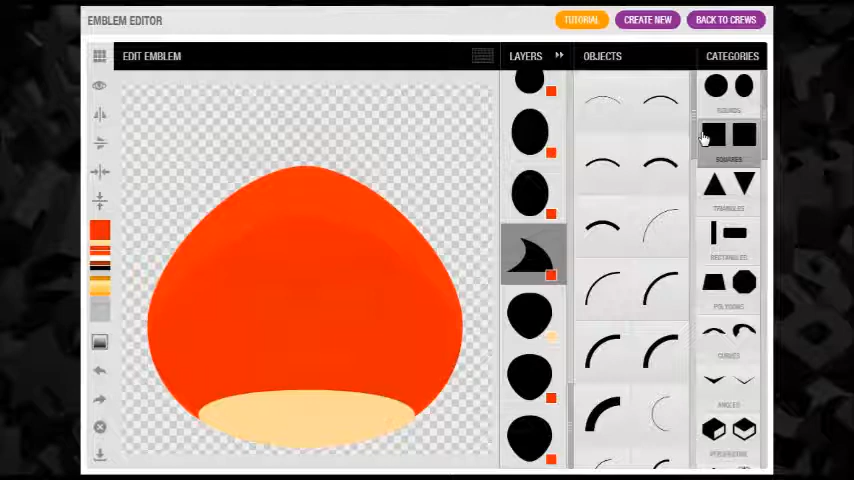 EMBLEM EDITOR
TUTORIAL
CREATE NEW
BACK TO CREWS
EDIT EMBLEM
LAYERS
OBJECTS
CATEGORIES
ROUNDS
SQUARES
TRIANGLES
RECTANGLES
POLYGONS
CURVES
ANGLES
PERSPECTIVE